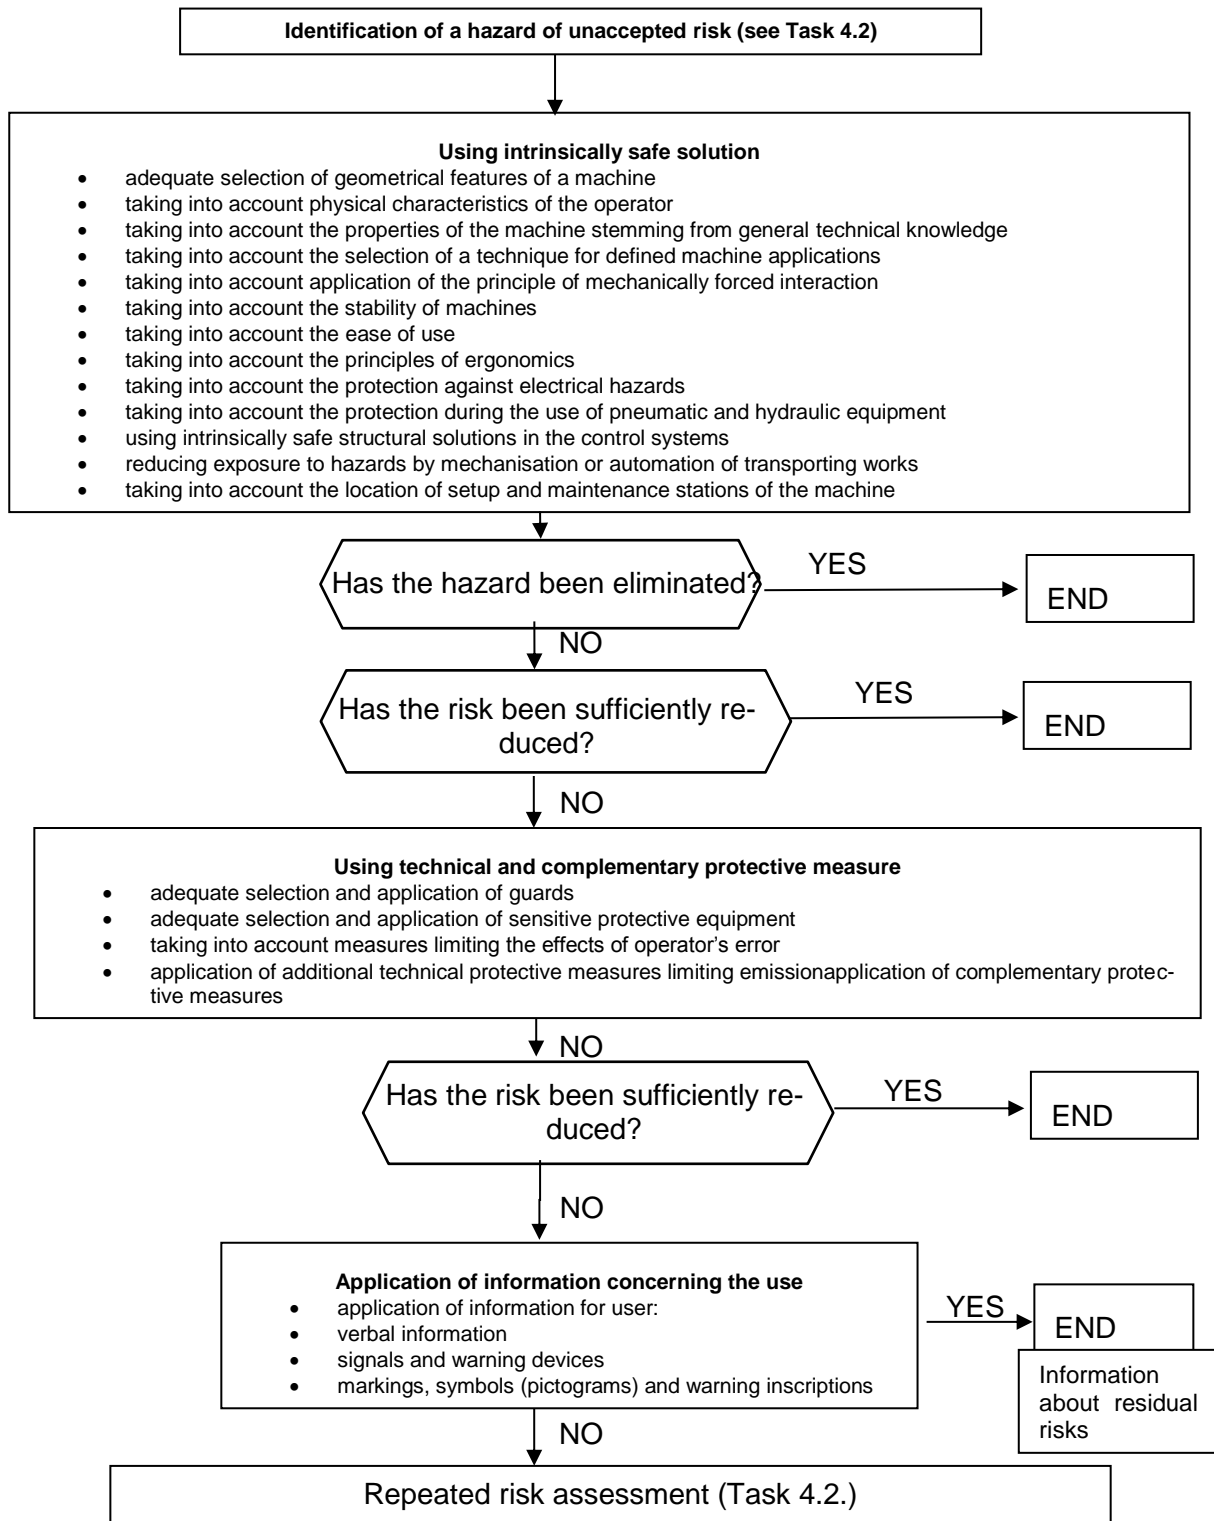 Identification of a hazard of unaccepted risk (see Task 4.2)
Using intrinsically safe solution
• adequate selection of geometrical features of a machine
• taking into account physical characteristics of the operator
• taking into account the properties of the machine stemming from general technical knowledge
• taking into account the selection of a technique for defined machine applications
• taking into account application of the principle of mechanically forced interaction
• taking into account the stability of machines
• taking into account the ease of use
• taking into account the principles of ergonomics
• taking into account the protection against electrical hazards
• taking into account the protection during the use of pneumatic and hydraulic equipment
• using intrinsically safe structural solutions in the control systems
• reducing exposure to hazards by mechanisation or automation of transporting works
• taking into account the location of setup and maintenance stations of the machine
Has the hazard been eliminated?
YES
END
NO
Has the risk been sufficiently re-
duced?
YES
END
NO
Using technical and complementary protective measure
• adequate selection and application of guards
• adequate selection and application of sensitive protective equipment
• taking into account measures limiting the effects of operator's error
• application of additional technical protective measures limiting emissionapplication of complementary protec-
tive measures
NO
Has the risk been sufficiently re-
duced?
YES
END
NO
Application of information concerning the use
• application of information for user:
• verbal information
• signals and warning devices
• markings, symbols (pictograms) and warning inscriptions
YES
END
Information
about residual
risks
NO
Repeated risk assessment (Task 4.2.)